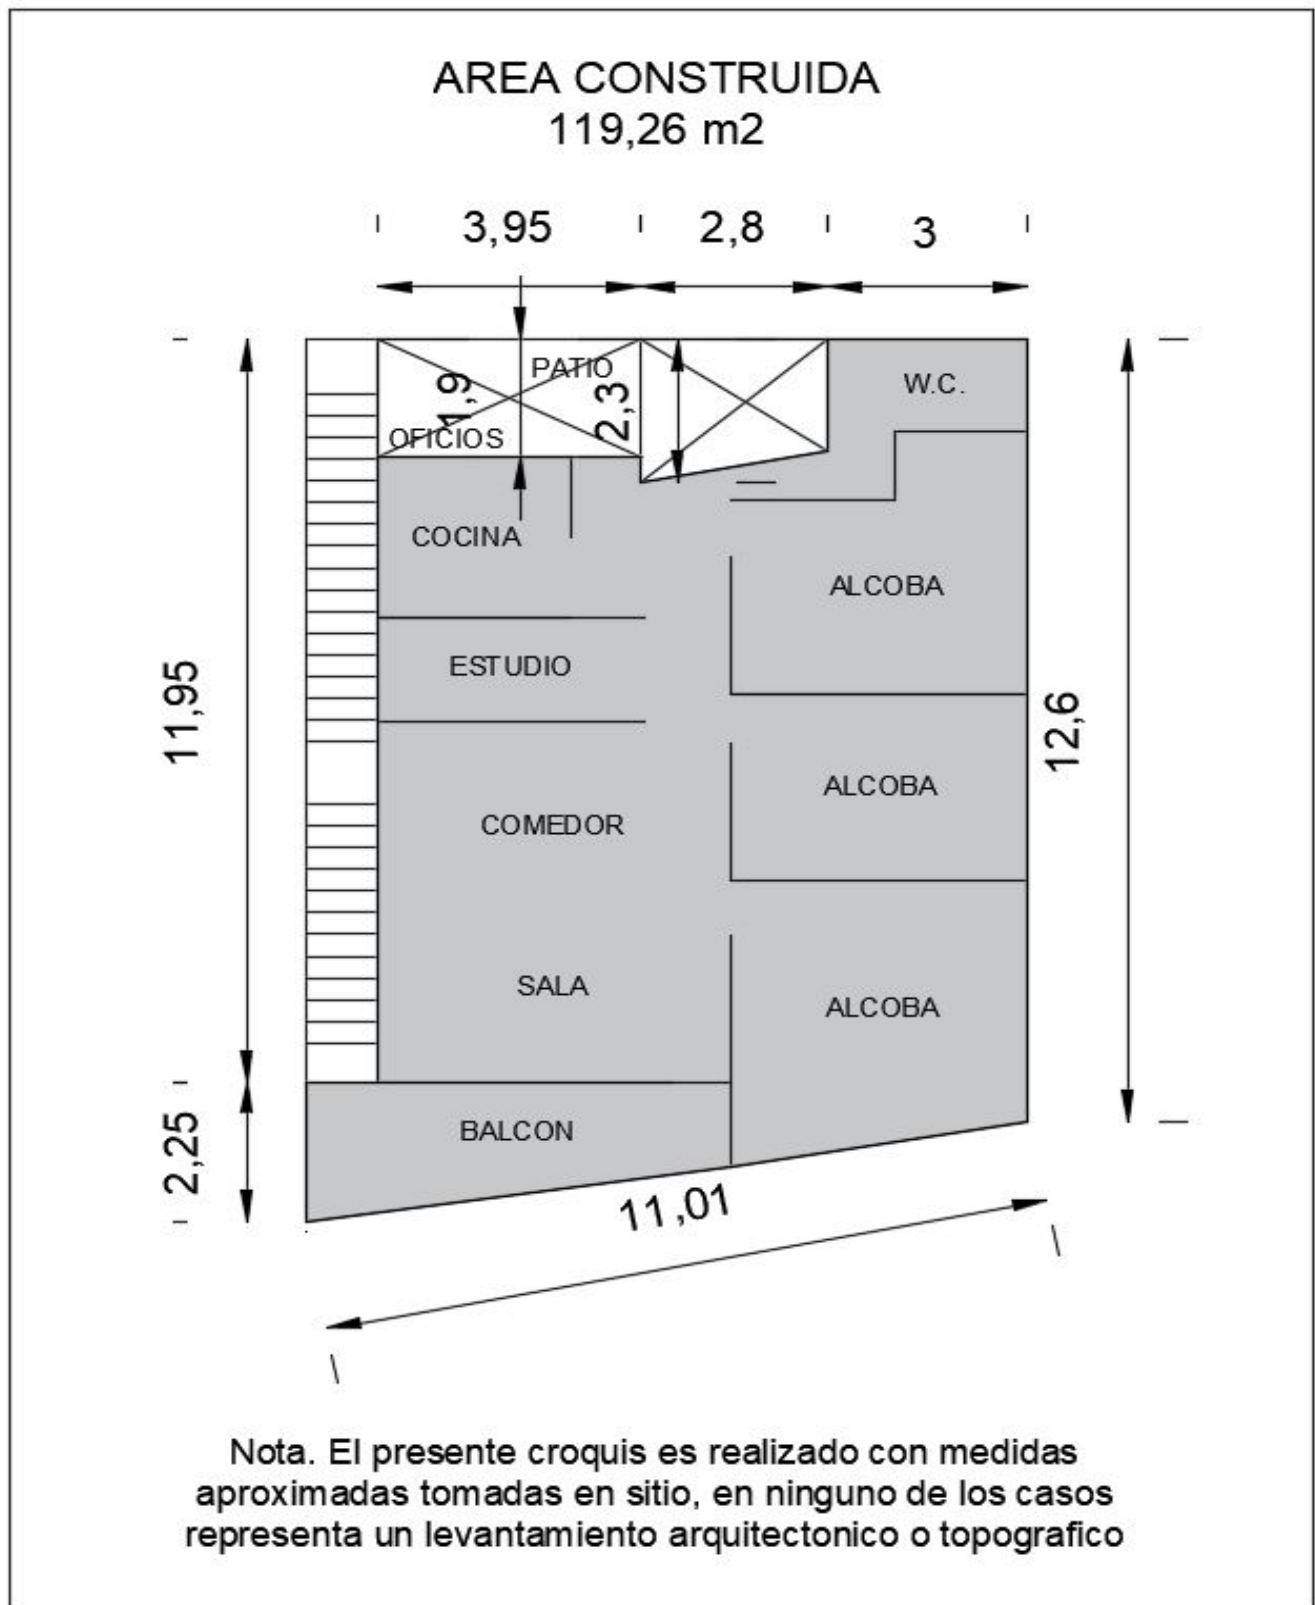 AREA CONSTRUIDA
119,26 m2
3,95
2,8
3
PATIO
1,9
2,3
W.C.
OFICIOS
COCINA
ALCOBA
ESTUDIO
11,95
12,6
ALCOBA
COMEDOR
SALA
ALCOBA
BALCON
2,25
11,01
Nota. El presente croquis es realizado con medidas
aproximadas tomadas en sitio, en ninguno de los casos
representa un levantamiento arquitectonico o topografico